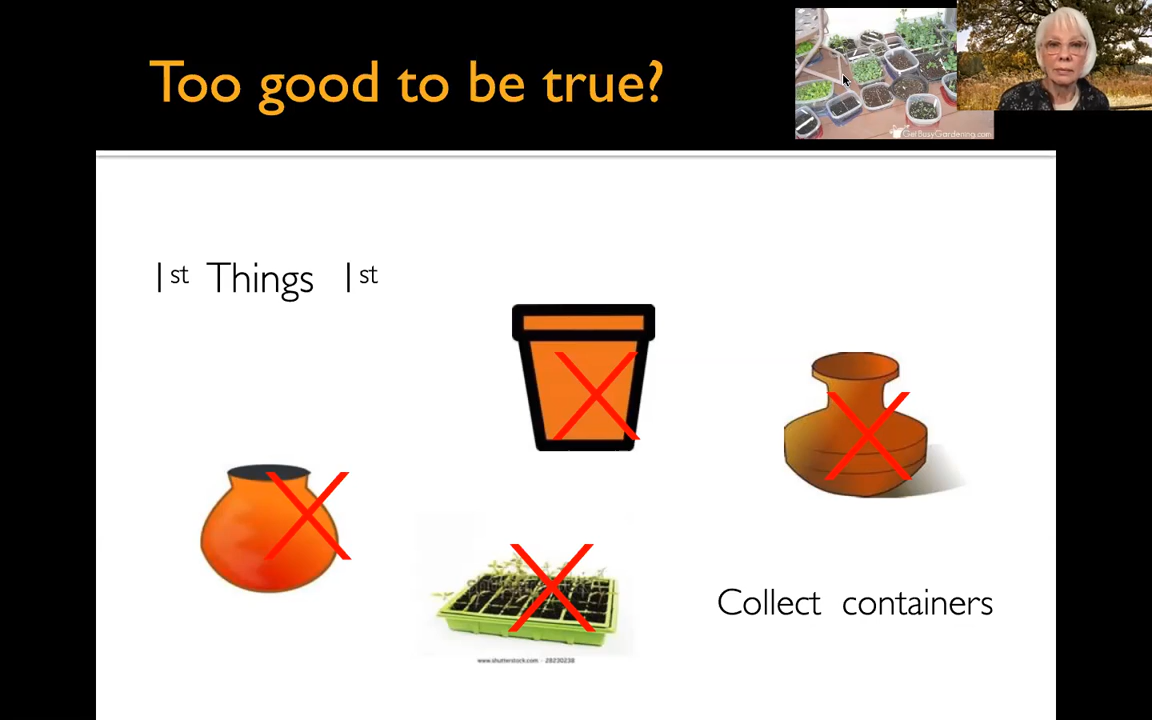 Too good to be true?
GetBusyGardening.com
1st Things 1st
Collect containers
www.shutterstock.com · 28230238